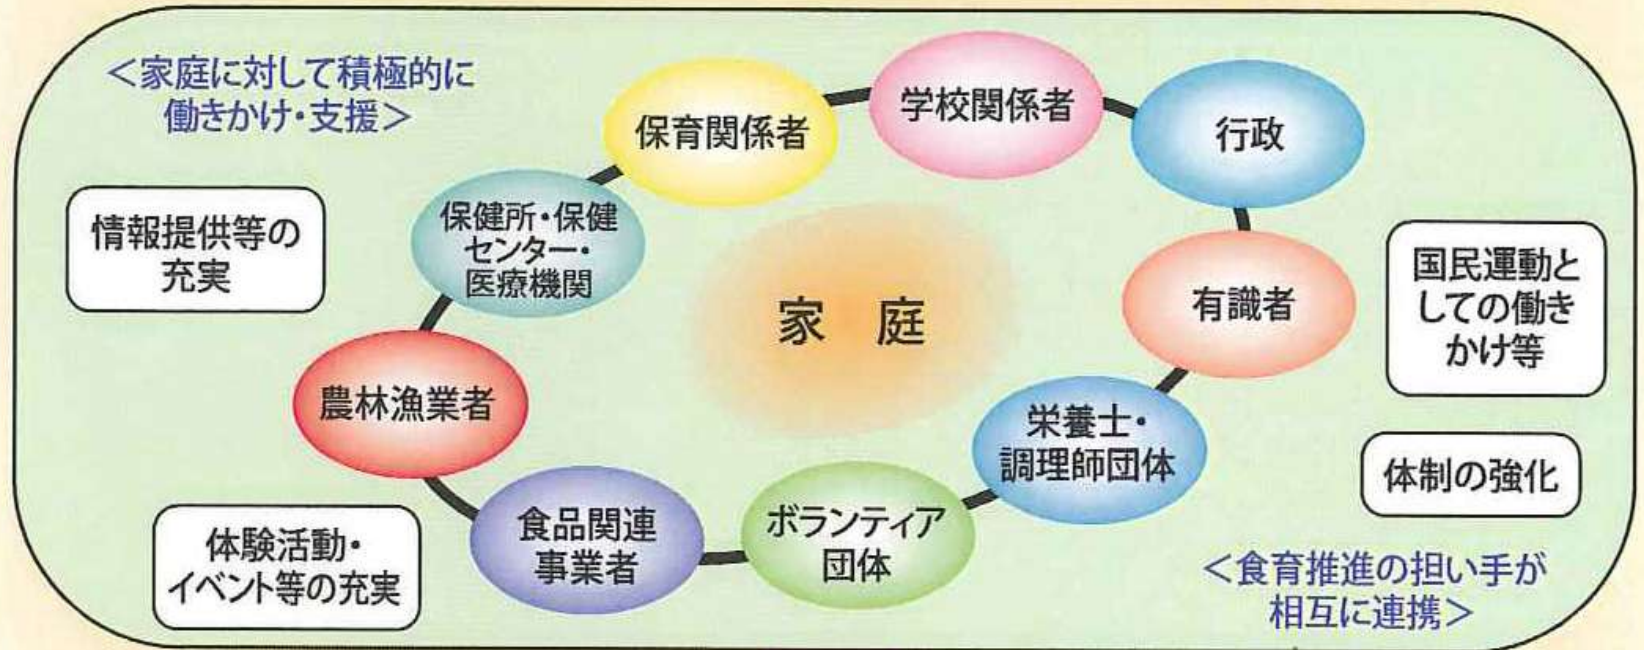 <家庭に対して積極的に
働きかけ・支援>
保育関係者
学校関係者
行政
保健所・保健
センター・
医療機関
情報提供等の
充実
家 庭
有識者
国民運動と
しての働き
かけ等
農林漁業者
栄養士・
調理師団体
体制の強化
食品関連
事業者
ボランティア
団体
体験活動・
イベント等の充実
<食育推進の担い手が
相互に連携>